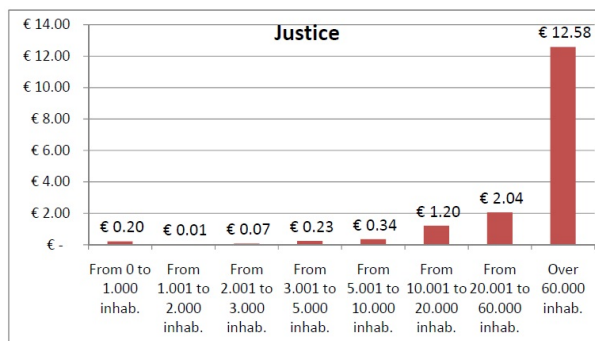 Justice
€ 14.00
€ 12.00
€ 10.00
€ 8.00
€ 6.00
€ 4.00
€ 2.00
€ -
€ 0.20
€ 0.01
€ 0.07
€ 0.23
€ 0.34
€ 1.20
€ 2.04
€ 12.58
From 0 to
1.000
inhab.
From
1.001 to
2.000
inhab.
From
2.001 to
3.000
inhab.
From
3.001 to
5.000
inhab.
From
5.001 to
10.000
inhab.
From
10.001 to
20.000
inhab.
From
20.001 to
60.000
inhab.
Over
60.000
inhab.